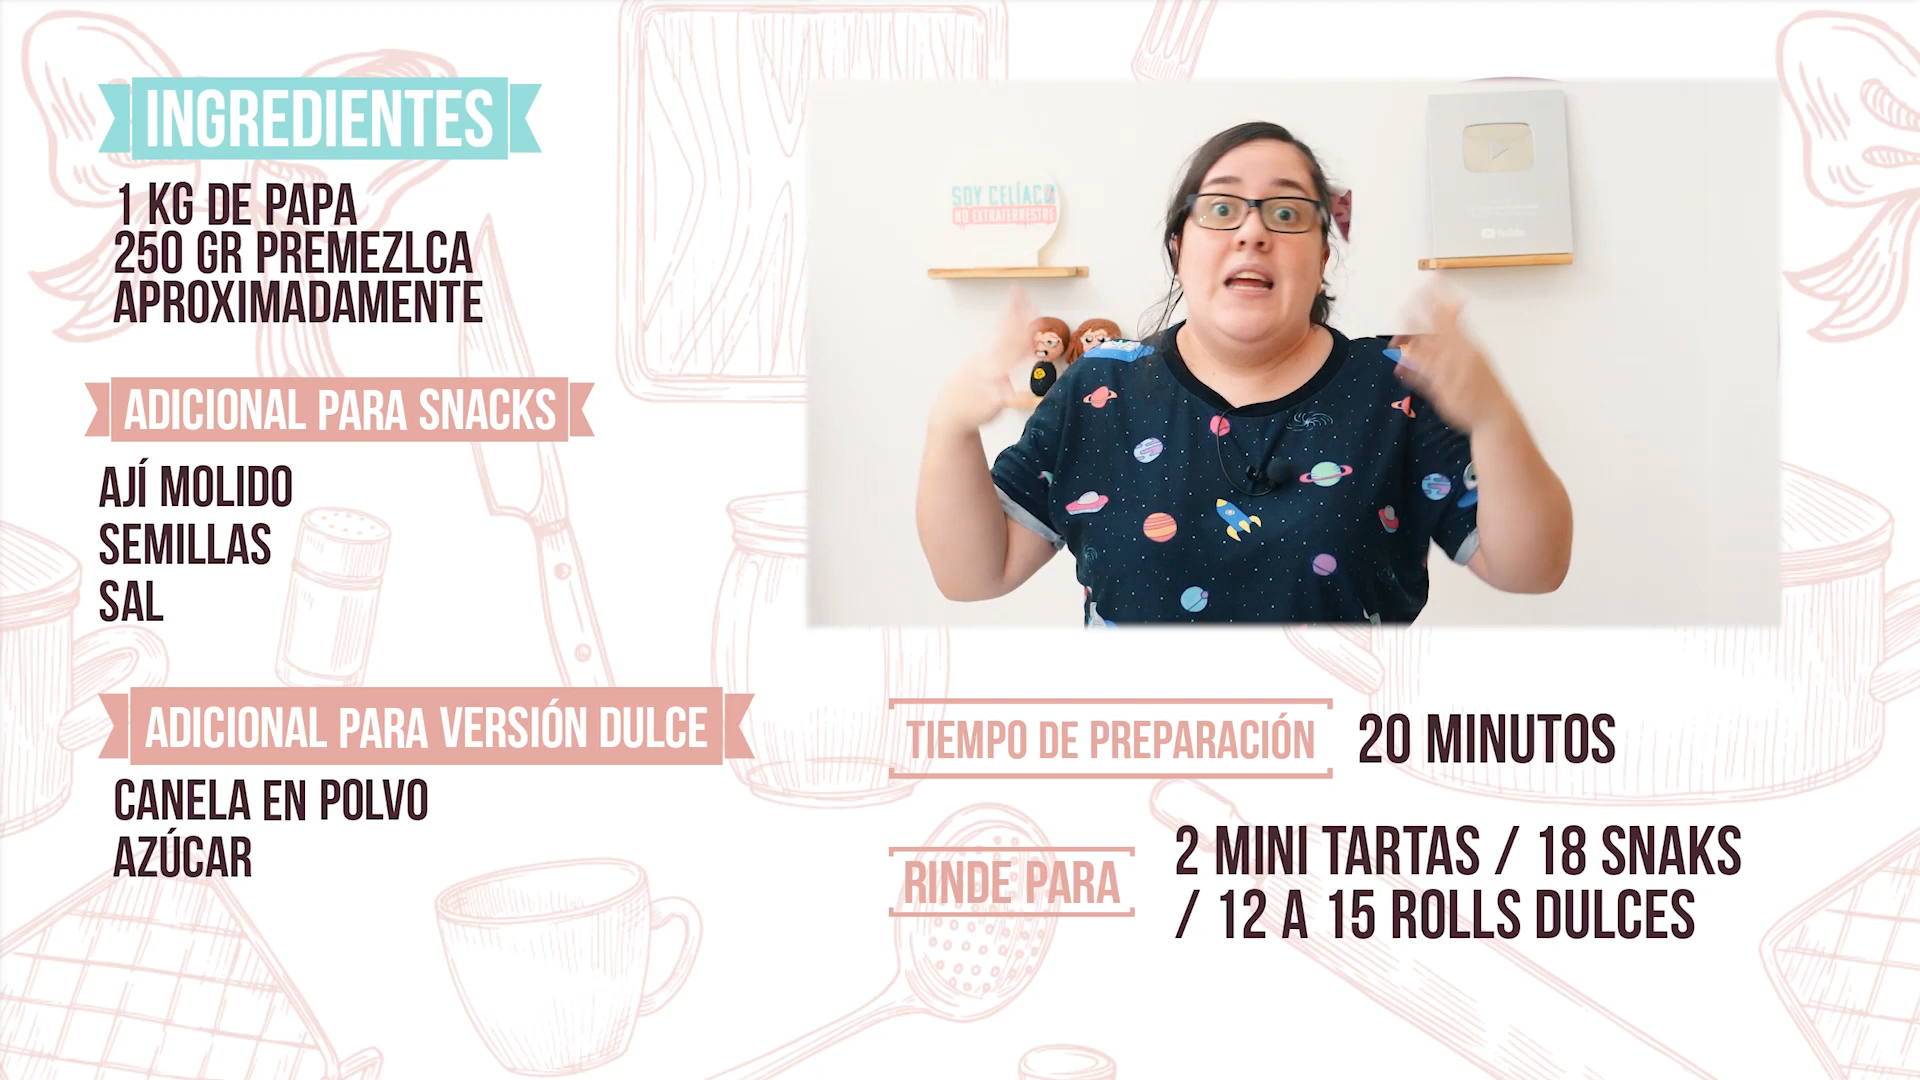 INGREDIENTES
1 KG DE PAPA
250 GR PREMEZLCA
APROXIMADAMENTE
ADICIONAL PARA SNACKS
AJÍ MOLIDO
SEMILLAS
SAL
ADICIONAL PARA VERSIÓN DULCE
CANELA EN POLVO
AZÚCAR
SOY CELÍACO
NO EXTRATERRESTRE
YouTube
TIEMPO DE PREPARACIÓN
20 MINUTOS
RINDE PARA
2 MINI TARTAS / 18 SNAKS
/ 12 A 15 ROLLS DULCES